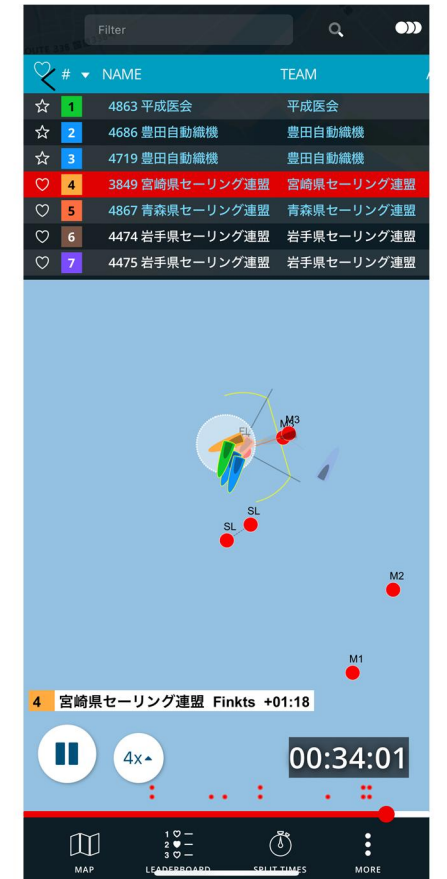 Filter
# NAME TEAM
1 4863 平成医会 平成医会
2 4686 豊田自動織機 豊田自動織機
3 4719 豊田自動織機 豊田自動織機
4 3849 宮崎県セーリング連盟 宮崎県セーリング連盟
5 4867 青森県セーリング連盟 青森県セーリング連盟
6 4474 岩手県セーリング連盟 岩手県セーリング連盟
7 4475 岩手県セーリング連盟 岩手県セーリング連盟
M3
FL
SL
SL
M2
M1
4 宮崎県セーリング連盟 Finkts +01:18
4x
00:34:01
1
2
3
MAP LEADERBOARD SPLIT TIMES MORE